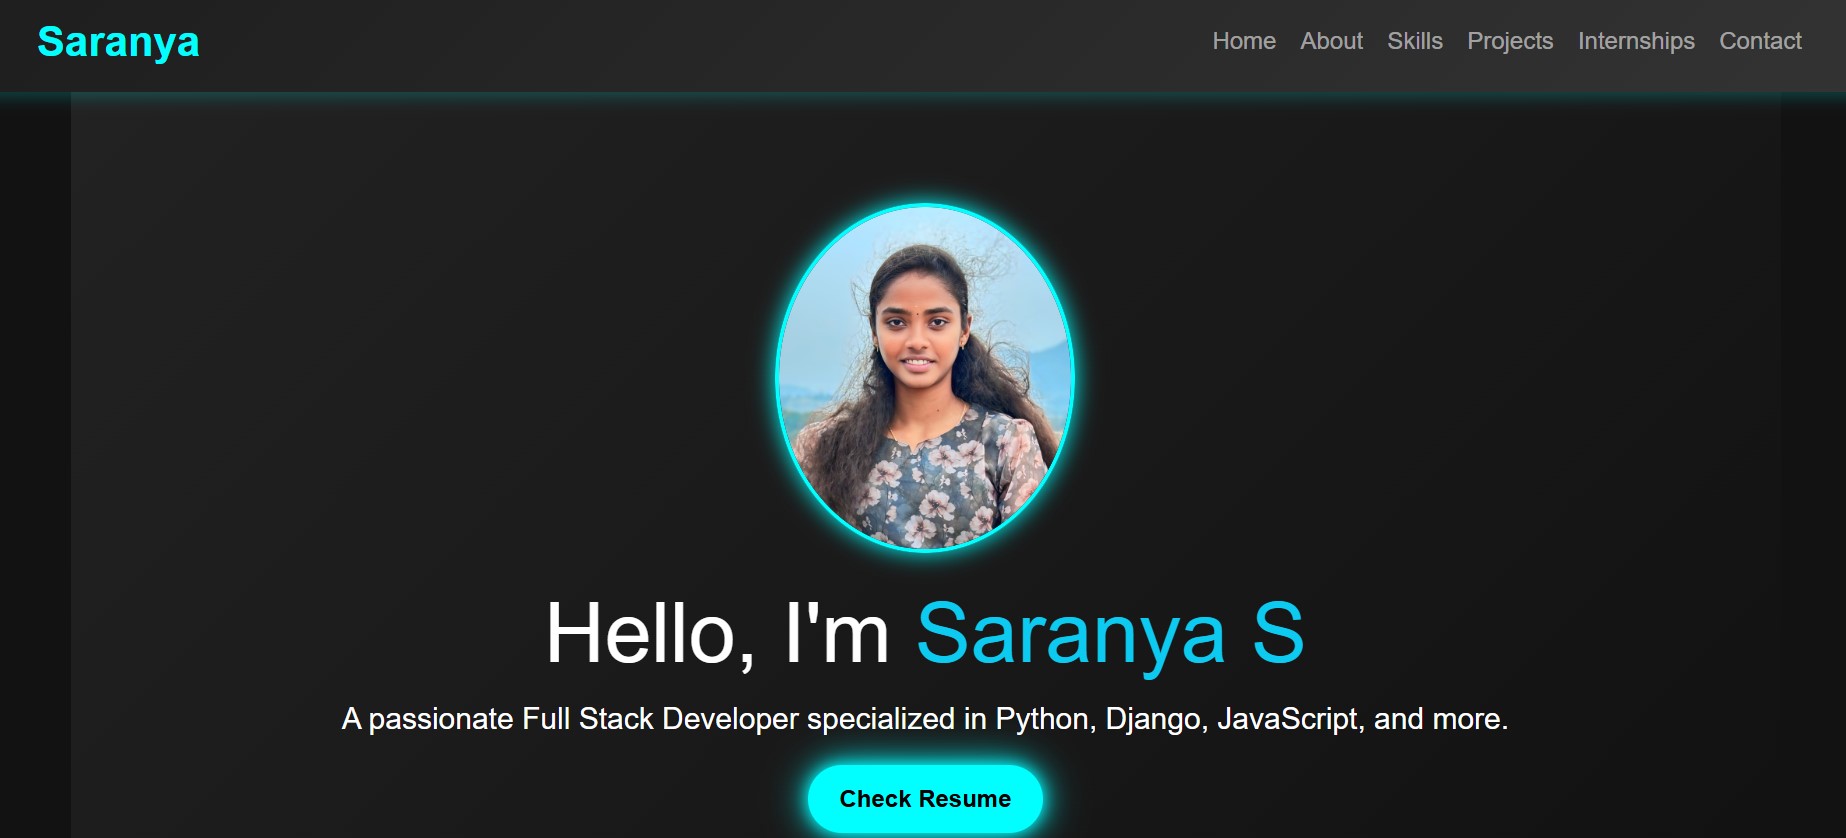 Saranya
Home About Skills Projects Internships Contact
Hello, I'm Saranya S
A passionate Full Stack Developer specialized in Python, Django, JavaScript, and more.
Check Resume